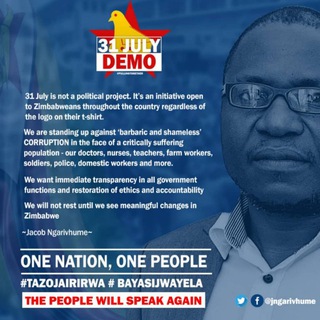 31 JULY
DEMO
31 July is not a political project. It's an initiative open
to Zimbabweans throughout the country regardless of
the logo on their t-shirt.
We are standing up against 'barbaric and shameless'
CORRUPTION in the face of a critically suffering
population - our doctors, nurses, teachers, farm workers,
soldiers, police, domestic workers and more.
We want immediate transparency in all government
functions and restoration of ethics and accountability
We will not rest until we see meaningful changes in
Zimbabwe
~Jacob Ngarivhume~
ONE NATION, ONE PEOPLE
#TAZOJAIRIRWA # BAYASIJWAYELA
THE PEOPLE WILL SPEAK AGAIN
@jngarivhume